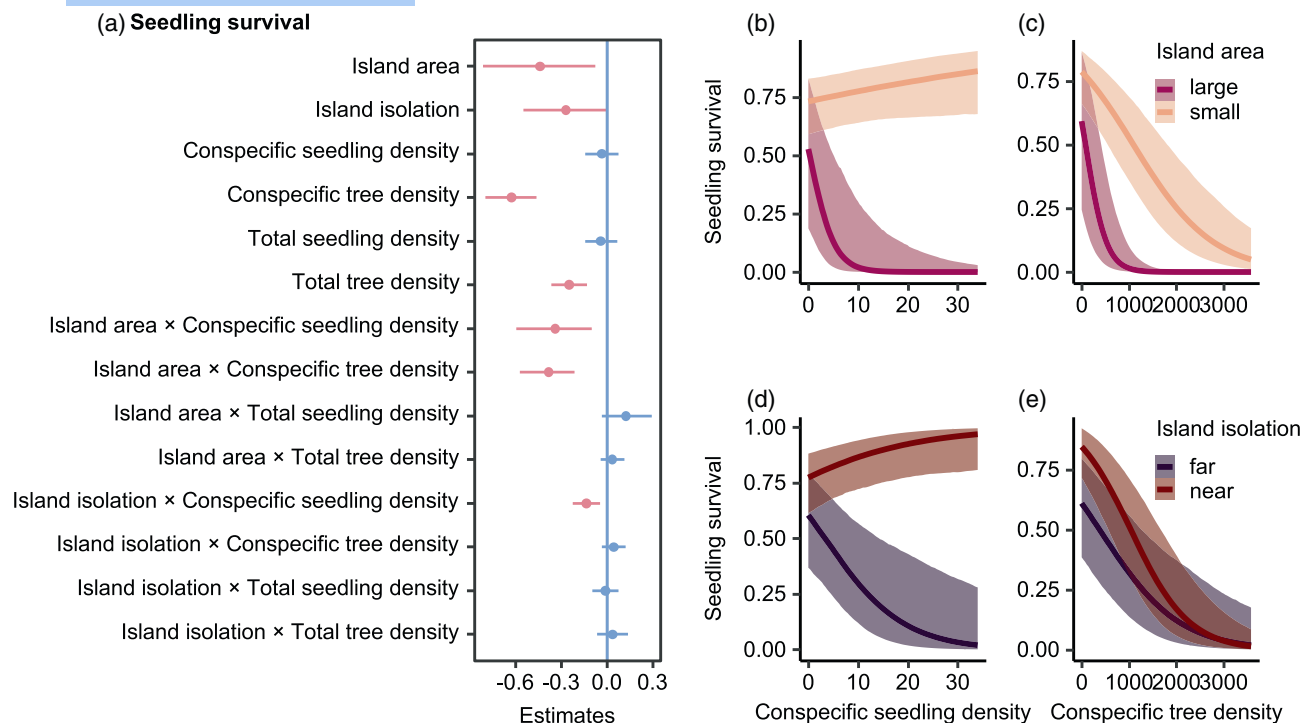 (a) Seedling survival
Island area
Island isolation
Conspecific seedling density
Conspecific tree density
Total seedling density
Total tree density
Island area × Conspecific seedling density
Island area × Conspecific tree density
Island area × Total seedling density
Island area × Total tree density
Island isolation × Conspecific seedling density
Island isolation × Conspecific tree density
Island isolation × Total seedling density
Island isolation × Total tree density
-0.6 -0.3 0.0 0.3
Estimates
(b)
Seedling survival
0.75
0.50
0.25
0.00
0 10 20 30
(c)
Island area
large
small
0.75
0.50
0.25
0.00
0 1000 2000 3000
(d)
Seedling survival
1.00
0.75
0.50
0.25
0.00
0 10 20 30
Conspecific seedling density
(e)
Island isolation
far
near
1.00
0.75
0.50
0.25
0.00
0 1000 2000 3000
Conspecific tree density